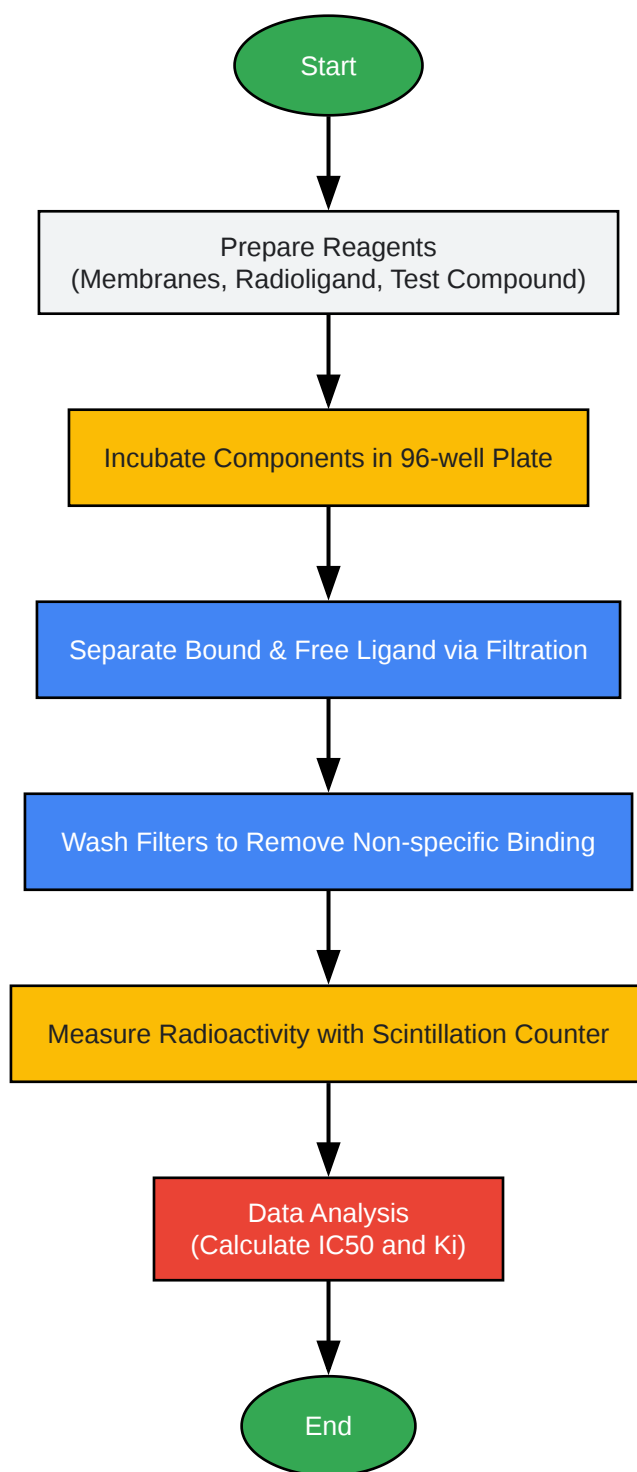 Start
Prepare Reagents
(Membranes, Radioligand, Test Compound)
Incubate Components in 96-well Plate
Separate Bound & Free Ligand via Filtration
Wash Filters to Remove Non-specific Binding
Measure Radioactivity with Scintillation Counter
Data Analysis
(Calculate IC50 and Ki)
End